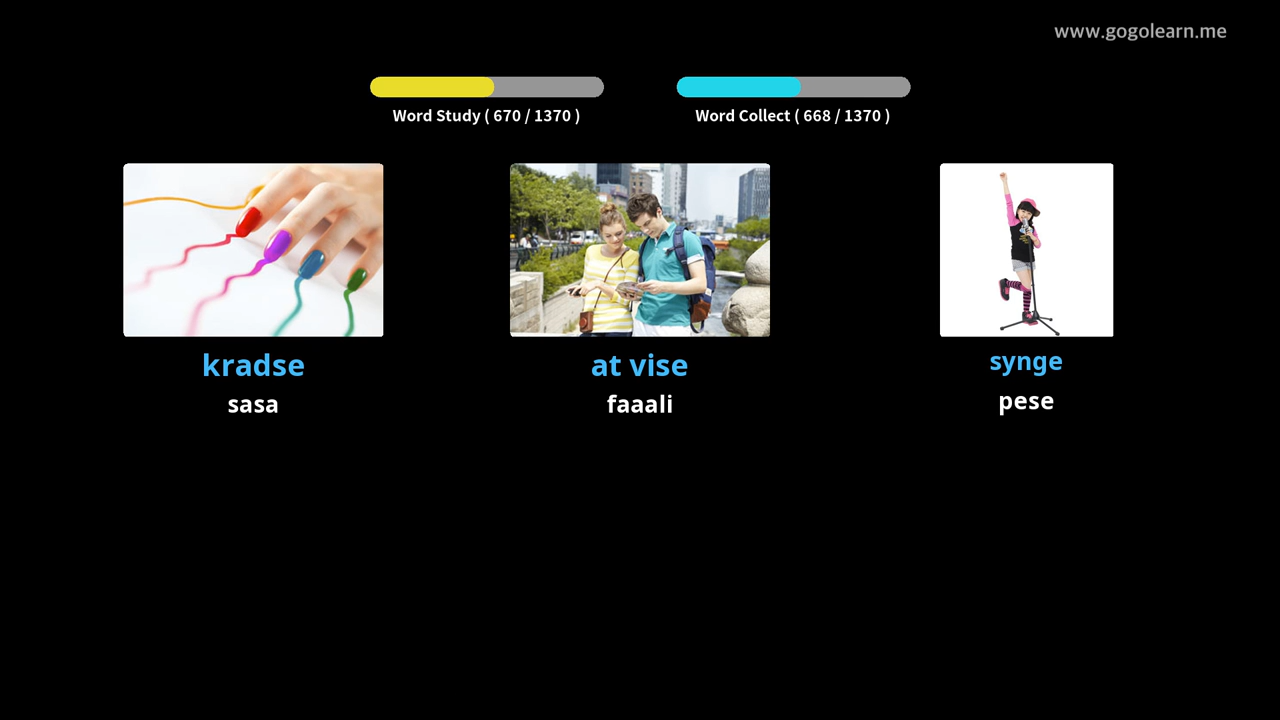 www.gogolearn.me
Word Study ( 670 / 1370 )
Word Collect ( 668 / 1370 )
kradse
sasa
at vise
faaali
synge
pese